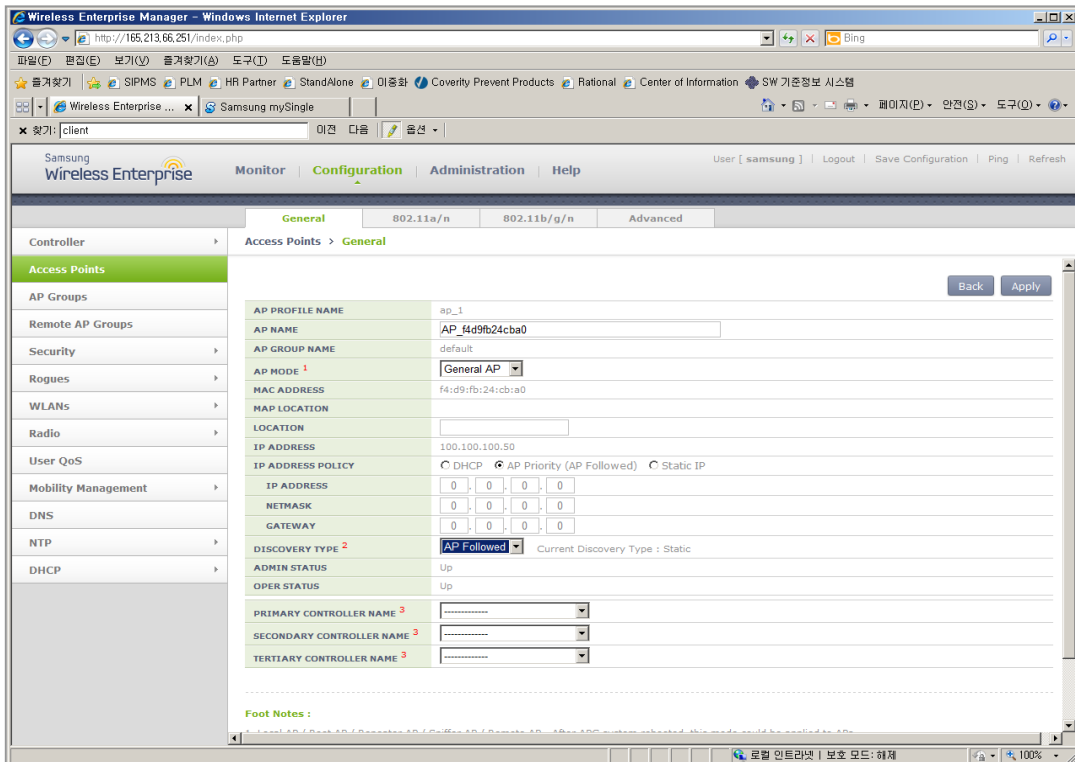 Wireless Enterprise Manager - Windows Internet Explorer
http://165,213,66,251/index,php
Bing
파일(F) 편집(E) 보기(V) 즐겨찾기(A) 도구(T) 도움말(H)
즐겨찾기 SIPMS PLM HR Partner StandAlone 이중화 Coverity Prevent Products Rational Center of Information SW 기준정보 시스템
Wireless Enterprise ... x Samsung mySingle 페이지(P) 안전(S) 도구(O)
x 찾기: client 이전 다음 옵션
Samsung
Wireless Enterprise
Monitor | Configuration | Administration | Help
User [ samsung ] | Logout | Save Configuration | Ping | Refresh
General 802.11a/n 802.11b/g/n Advanced
Controller
Access Points
AP Groups
Remote AP Groups
Security
Rogues
WLANs
Radio
User QoS
Mobility Management
DNS
NTP
DHCP
Access Points > General
Back Apply
AP PROFILE NAME ap_1
AP NAME AP_f4d9fb24cba0
AP GROUP NAME default
AP MODE 1 General AP
MAC ADDRESS f4:d9:fb:24:cb:a0
MAP LOCATION
LOCATION
IP ADDRESS 100.100.100.50
IP ADDRESS POLICY DHCP AP Priority (AP Followed) Static IP
IP ADDRESS 0 . 0 . 0 . 0
NETMASK 0 . 0 . 0 . 0
GATEWAY 0 . 0 . 0 . 0
DISCOVERY TYPE 2 AP Followed Current Discovery Type : Static
ADMIN STATUS Up
OPER STATUS Up
PRIMARY CONTROLLER NAME 3 -------------
SECONDARY CONTROLLER NAME 3 -------------
TERTIARY CONTROLLER NAME 3 -------------
Foot Notes :
로컬 인트라넷 | 보호 모드: 해제 100%